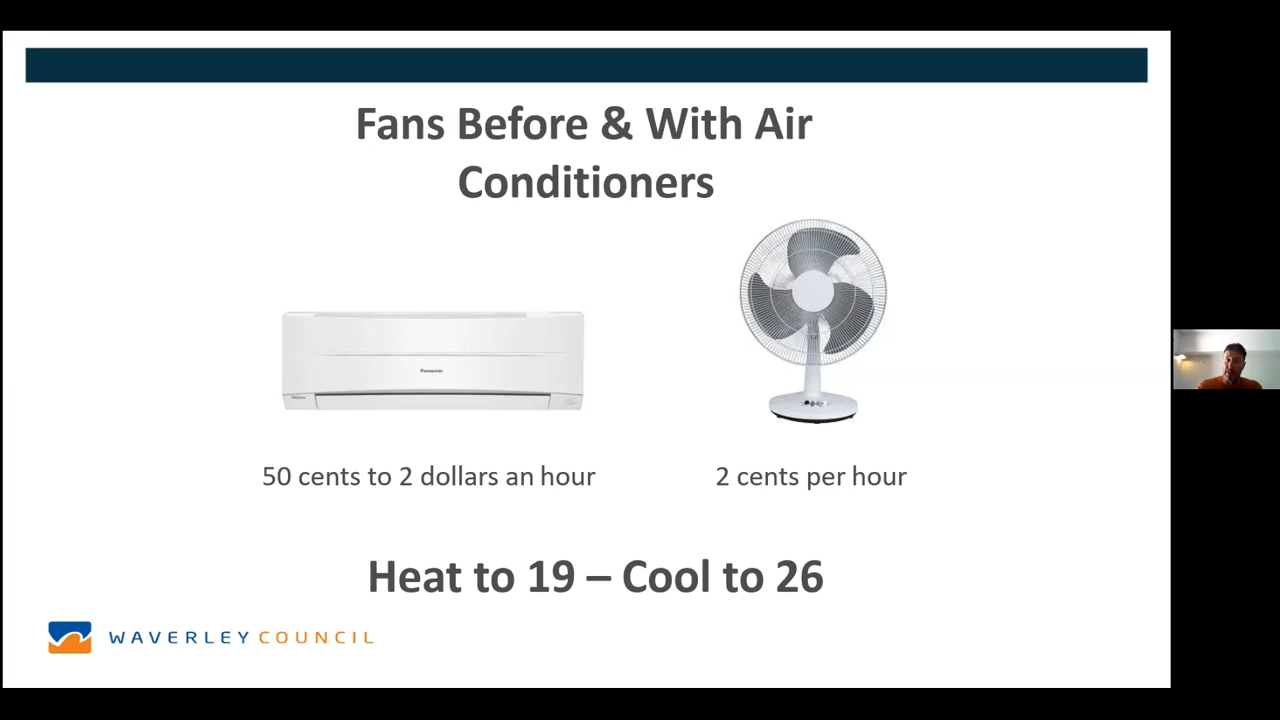 Fans Before & With Air
Conditioners
Panasonic
50 cents to 2 dollars an hour
2 cents per hour
Heat to 19 – Cool to 26
WAVERLEY COUNCIL